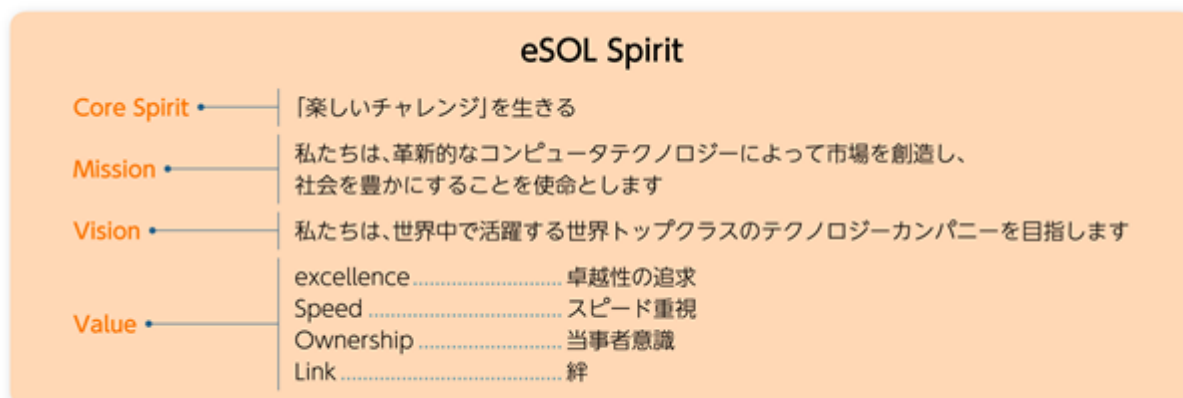 eSOL Spirit
Core Spirit 「楽しいチャレンジ」を生きる
Mission 私たちは、革新的なコンピュータテクノロジーによって市場を創造し、
社会を豊かにすることを使命とします
Vision 私たちは、世界中で活躍する世界トップクラスのテクノロジーカンパニーを目指します
Value
excellence 卓越性の追求
Speed スピード重視
Ownership 当事者意識
Link 絆